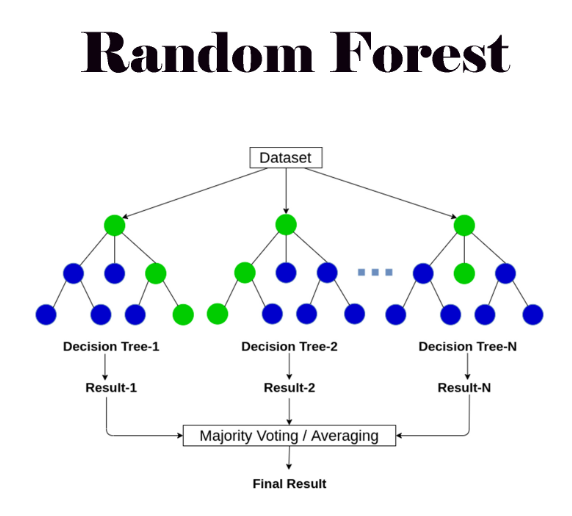 Random Forest
Dataset
Decision Tree-1 Decision Tree-2 Decision Tree-N
Result-1 Result-2 Result-N
Majority Voting / Averaging
Final Result